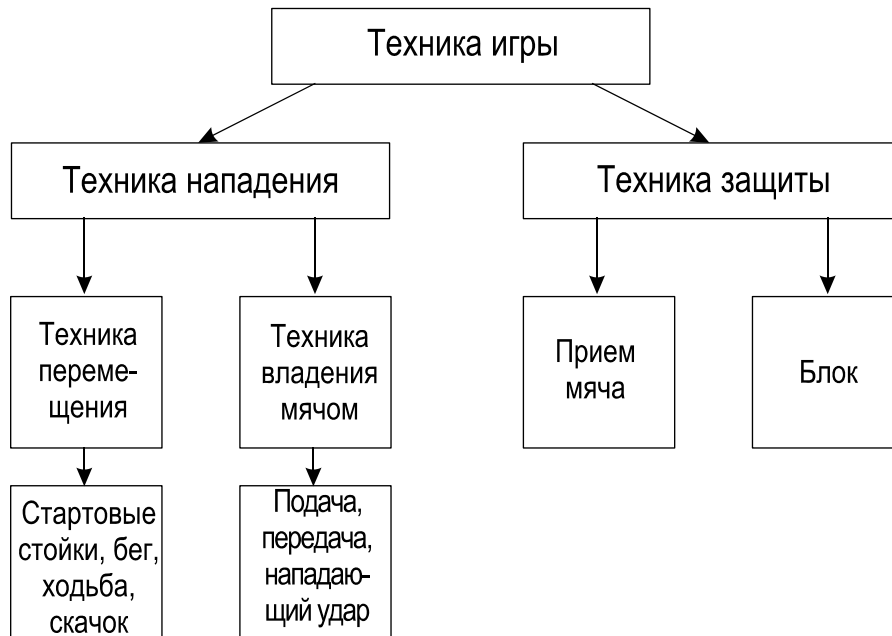 Техника игры
Техника нападения
Техника защиты
Техника
переме-
щения
Техника
владения
мячом
Прием
мяча
Блок
Стартовые
стойки, бег,
ходьба,
скачок
Подача,
передача,
нападаю-
щий удар